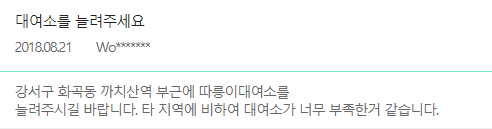 대여소를 늘려주세요
2018.08.21 Wo*******
강서구 화곡동 까치산역 부근에 따릉이대여소를
늘려주시길 바랍니다. 타 지역에 비하여 대여소가 너무 부족한거 같습니다.